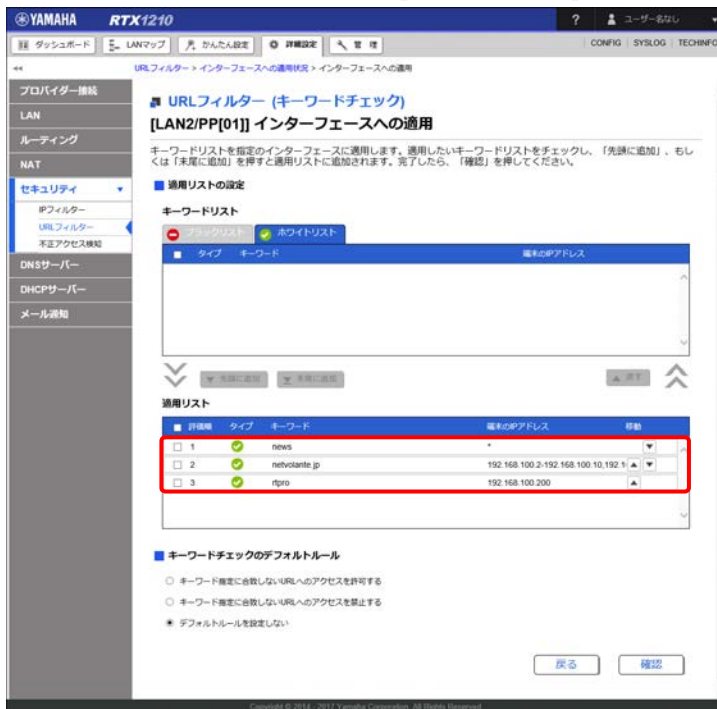 YAMAHA RTX1210 ? ユーザー名なし
ダッシュボード LANマップ かんたん設定 詳細設定 管理 CONFIG SYSLOG TECHINFO
URLフィルター > インターフェースへの適用状況 > インターフェースへの適用
プロバイダー接続
LAN
ルーティング
NAT
セキュリティ
IPフィルター
URLフィルター
不正アクセス検知
DNSサーバー
DHCPサーバー
メール通知
URLフィルター (キーワードチェック)
[LAN2/PP[01]] インターフェースへの適用
キーワードリストを指定のインターフェースに適用します。適用したいキーワードリストをチェックし、「先頭に追加」、もし
くは「末尾に追加」を押すと適用リストに追加されます。完了したら、「確認」を押してください。
適用リストの設定
キーワードリスト
ブラックリスト ホワイトリスト
タイプ キーワード 端末のIPアドレス
先頭に追加 末尾に追加 戻す
適用リスト
評価順 タイプ キーワード 端末のIPアドレス 移動
1 news *
2 netvolante.jp 192.168.100.2-192.168.100.10,192.1
3 rtpro 192.168.100.200
キーワードチェックのデフォルトルール
キーワード指定に合致しないURLへのアクセスを許可する
キーワード指定に合致しないURLへのアクセスを禁止する
デフォルトルールを設定しない
戻る 確認
Copyright © 2014 - 2017 Yamaha Corporation. All Rights Reserved.